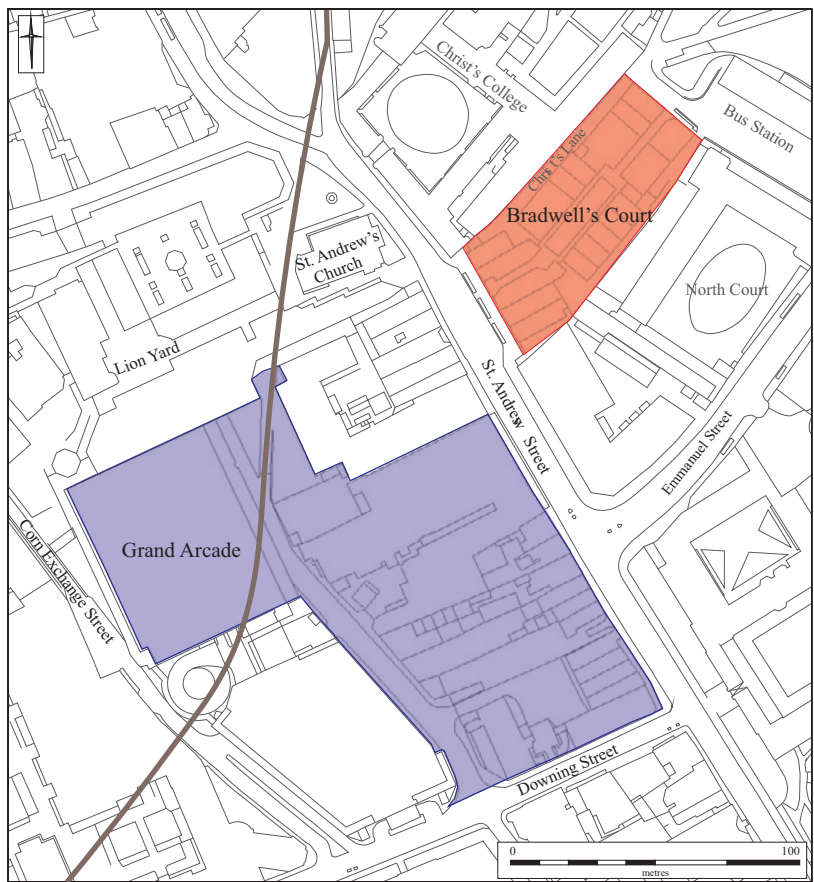 Christ's College
Bus Station
Christ's Lane
Bradwell's Court
St. Andrew's
Church
North Court
Lion Yard
St. Andrew Street
Emmanuel Street
Corn Exchange Street
Grand Arcade
Downing Street
0 100
metres